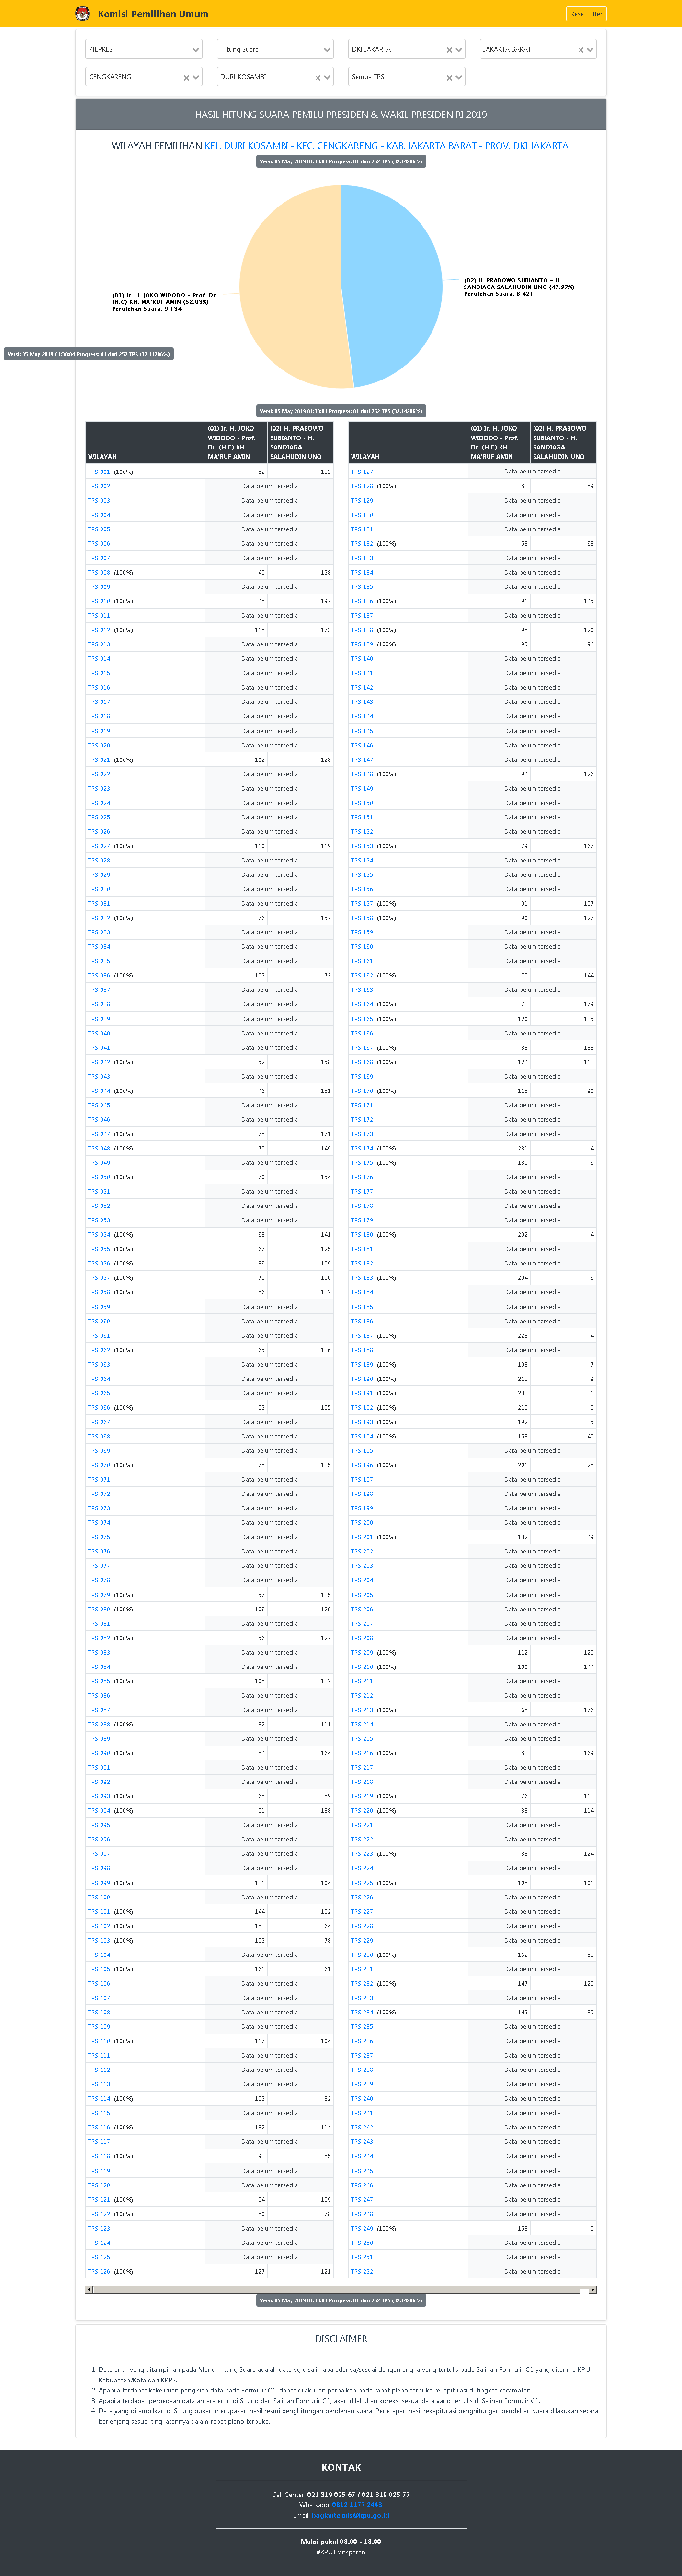 Komisi Pemilihan Umum
Reset Filter
PILPRES
Hitung Suara
DKI JAKARTA
JAKARTA BARAT
CENGKARENG
DURI KOSAMBI
Semua TPS
HASIL HITUNG SUARA PEMILU PRESIDEN & WAKIL PRESIDEN RI 2019
WILAYAH PEMILIHAN KEL. DURI KOSAMBI - KEC. CENGKARENG - KAB. JAKARTA BARAT - PROV. DKI JAKARTA
Versi: 05 May 2019 01:30:04 Progress: 81 dari 252 TPS (32.14286%)
(02) H. PRABOWO SUBIANTO - H.
SANDIAGA SALAHUDIN UNO (47.97%)
Perolehan Suara: 8 421
(01) Ir. H. JOKO WIDODO - Prof. Dr.
(H.C) KH. MA'RUF AMIN (52.03%)
Perolehan Suara: 9 134
Versi: 05 May 2019 01:30:04 Progress: 81 dari 252 TPS (32.14286%)
Versi: 05 May 2019 01:30:04 Progress: 81 dari 252 TPS (32.14286%)
WILAYAH
(01) Ir. H. JOKO
WIDODO - Prof.
Dr. (H.C) KH.
MA'RUF AMIN
(02) H. PRABOWO
SUBIANTO - H.
SANDIAGA
SALAHUDIN UNO
TPS 001 (100%) 82 133
TPS 002 Data belum tersedia
TPS 003 Data belum tersedia
TPS 004 Data belum tersedia
TPS 005 Data belum tersedia
TPS 006 Data belum tersedia
TPS 007 Data belum tersedia
TPS 008 (100%) 49 158
TPS 009 Data belum tersedia
TPS 010 (100%) 48 197
TPS 011 Data belum tersedia
TPS 012 (100%) 118 173
TPS 013 Data belum tersedia
TPS 014 Data belum tersedia
TPS 015 Data belum tersedia
TPS 016 Data belum tersedia
TPS 017 Data belum tersedia
TPS 018 Data belum tersedia
TPS 019 Data belum tersedia
TPS 020 Data belum tersedia
TPS 021 (100%) 102 128
TPS 022 Data belum tersedia
TPS 023 Data belum tersedia
TPS 024 Data belum tersedia
TPS 025 Data belum tersedia
TPS 026 Data belum tersedia
TPS 027 (100%) 110 119
TPS 028 Data belum tersedia
TPS 029 Data belum tersedia
TPS 030 Data belum tersedia
TPS 031 Data belum tersedia
TPS 032 (100%) 76 157
TPS 033 Data belum tersedia
TPS 034 Data belum tersedia
TPS 035 Data belum tersedia
TPS 036 (100%) 105 73
TPS 037 Data belum tersedia
TPS 038 Data belum tersedia
TPS 039 Data belum tersedia
TPS 040 Data belum tersedia
TPS 041 Data belum tersedia
TPS 042 (100%) 52 158
TPS 043 Data belum tersedia
TPS 044 (100%) 46 181
TPS 045 Data belum tersedia
TPS 046 Data belum tersedia
TPS 047 (100%) 78 171
TPS 048 (100%) 70 149
TPS 049 Data belum tersedia
TPS 050 (100%) 70 154
TPS 051 Data belum tersedia
TPS 052 Data belum tersedia
TPS 053 Data belum tersedia
TPS 054 (100%) 68 141
TPS 055 (100%) 67 125
TPS 056 (100%) 86 109
TPS 057 (100%) 79 106
TPS 058 (100%) 86 132
TPS 059 Data belum tersedia
TPS 060 Data belum tersedia
TPS 061 Data belum tersedia
TPS 062 (100%) 65 136
TPS 063 Data belum tersedia
TPS 064 Data belum tersedia
TPS 065 Data belum tersedia
TPS 066 (100%) 95 105
TPS 067 Data belum tersedia
TPS 068 Data belum tersedia
TPS 069 Data belum tersedia
TPS 070 (100%) 78 135
TPS 071 Data belum tersedia
TPS 072 Data belum tersedia
TPS 073 Data belum tersedia
TPS 074 Data belum tersedia
TPS 075 Data belum tersedia
TPS 076 Data belum tersedia
TPS 077 Data belum tersedia
TPS 078 Data belum tersedia
TPS 079 (100%) 57 135
TPS 080 (100%) 106 126
TPS 081 Data belum tersedia
TPS 082 (100%) 56 127
TPS 083 Data belum tersedia
TPS 084 Data belum tersedia
TPS 085 (100%) 108 132
TPS 086 Data belum tersedia
TPS 087 Data belum tersedia
TPS 088 (100%) 82 111
TPS 089 Data belum tersedia
TPS 090 (100%) 84 164
TPS 091 Data belum tersedia
TPS 092 Data belum tersedia
TPS 093 (100%) 68 89
TPS 094 (100%) 91 138
TPS 095 Data belum tersedia
TPS 096 Data belum tersedia
TPS 097 Data belum tersedia
TPS 098 Data belum tersedia
TPS 099 (100%) 131 104
TPS 100 Data belum tersedia
TPS 101 (100%) 144 102
TPS 102 (100%) 183 64
TPS 103 (100%) 195 78
TPS 104 Data belum tersedia
TPS 105 (100%) 161 61
TPS 106 Data belum tersedia
TPS 107 Data belum tersedia
TPS 108 Data belum tersedia
TPS 109 Data belum tersedia
TPS 110 (100%) 117 104
TPS 111 Data belum tersedia
TPS 112 Data belum tersedia
TPS 113 Data belum tersedia
TPS 114 (100%) 105 82
TPS 115 Data belum tersedia
TPS 116 (100%) 132 114
TPS 117 Data belum tersedia
TPS 118 (100%) 93 85
TPS 119 Data belum tersedia
TPS 120 Data belum tersedia
TPS 121 (100%) 94 109
TPS 122 (100%) 80 78
TPS 123 Data belum tersedia
TPS 124 Data belum tersedia
TPS 125 Data belum tersedia
TPS 126 (100%) 127 121
WILAYAH
(01) Ir. H. JOKO
WIDODO - Prof.
Dr. (H.C) KH.
MA'RUF AMIN
(02) H. PRABOWO
SUBIANTO - H.
SANDIAGA
SALAHUDIN UNO
TPS 127 Data belum tersedia
TPS 128 (100%) 83 89
TPS 129 Data belum tersedia
TPS 130 Data belum tersedia
TPS 131 Data belum tersedia
TPS 132 (100%) 58 63
TPS 133 Data belum tersedia
TPS 134 Data belum tersedia
TPS 135 Data belum tersedia
TPS 136 (100%) 91 145
TPS 137 Data belum tersedia
TPS 138 (100%) 98 120
TPS 139 (100%) 95 94
TPS 140 Data belum tersedia
TPS 141 Data belum tersedia
TPS 142 Data belum tersedia
TPS 143 Data belum tersedia
TPS 144 Data belum tersedia
TPS 145 Data belum tersedia
TPS 146 Data belum tersedia
TPS 147 Data belum tersedia
TPS 148 (100%) 94 126
TPS 149 Data belum tersedia
TPS 150 Data belum tersedia
TPS 151 Data belum tersedia
TPS 152 Data belum tersedia
TPS 153 (100%) 79 167
TPS 154 Data belum tersedia
TPS 155 Data belum tersedia
TPS 156 Data belum tersedia
TPS 157 (100%) 91 107
TPS 158 (100%) 90 127
TPS 159 Data belum tersedia
TPS 160 Data belum tersedia
TPS 161 Data belum tersedia
TPS 162 (100%) 79 144
TPS 163 Data belum tersedia
TPS 164 (100%) 73 179
TPS 165 (100%) 120 135
TPS 166 Data belum tersedia
TPS 167 (100%) 88 133
TPS 168 (100%) 124 113
TPS 169 Data belum tersedia
TPS 170 (100%) 115 90
TPS 171 Data belum tersedia
TPS 172 Data belum tersedia
TPS 173 Data belum tersedia
TPS 174 (100%) 231 4
TPS 175 (100%) 181 6
TPS 176 Data belum tersedia
TPS 177 Data belum tersedia
TPS 178 Data belum tersedia
TPS 179 Data belum tersedia
TPS 180 (100%) 202 4
TPS 181 Data belum tersedia
TPS 182 Data belum tersedia
TPS 183 (100%) 204 6
TPS 184 Data belum tersedia
TPS 185 Data belum tersedia
TPS 186 Data belum tersedia
TPS 187 (100%) 223 4
TPS 188 Data belum tersedia
TPS 189 (100%) 198 7
TPS 190 (100%) 213 9
TPS 191 (100%) 233 1
TPS 192 (100%) 219 0
TPS 193 (100%) 192 5
TPS 194 (100%) 158 40
TPS 195 Data belum tersedia
TPS 196 (100%) 201 28
TPS 197 Data belum tersedia
TPS 198 Data belum tersedia
TPS 199 Data belum tersedia
TPS 200 Data belum tersedia
TPS 201 (100%) 132 49
TPS 202 Data belum tersedia
TPS 203 Data belum tersedia
TPS 204 Data belum tersedia
TPS 205 Data belum tersedia
TPS 206 Data belum tersedia
TPS 207 Data belum tersedia
TPS 208 Data belum tersedia
TPS 209 (100%) 112 120
TPS 210 (100%) 100 144
TPS 211 Data belum tersedia
TPS 212 Data belum tersedia
TPS 213 (100%) 68 176
TPS 214 Data belum tersedia
TPS 215 Data belum tersedia
TPS 216 (100%) 83 169
TPS 217 Data belum tersedia
TPS 218 Data belum tersedia
TPS 219 (100%) 76 113
TPS 220 (100%) 83 114
TPS 221 Data belum tersedia
TPS 222 Data belum tersedia
TPS 223 (100%) 83 124
TPS 224 Data belum tersedia
TPS 225 (100%) 108 101
TPS 226 Data belum tersedia
TPS 227 Data belum tersedia
TPS 228 Data belum tersedia
TPS 229 Data belum tersedia
TPS 230 (100%) 162 83
TPS 231 Data belum tersedia
TPS 232 (100%) 147 120
TPS 233 Data belum tersedia
TPS 234 (100%) 145 89
TPS 235 Data belum tersedia
TPS 236 Data belum tersedia
TPS 237 Data belum tersedia
TPS 238 Data belum tersedia
TPS 239 Data belum tersedia
TPS 240 Data belum tersedia
TPS 241 Data belum tersedia
TPS 242 Data belum tersedia
TPS 243 Data belum tersedia
TPS 244 Data belum tersedia
TPS 245 Data belum tersedia
TPS 246 Data belum tersedia
TPS 247 Data belum tersedia
TPS 248 Data belum tersedia
TPS 249 (100%) 158 9
TPS 250 Data belum tersedia
TPS 251 Data belum tersedia
TPS 252 Data belum tersedia
Versi: 05 May 2019 01:30:04 Progress: 81 dari 252 TPS (32.14286%)
DISCLAIMER
1. Data entri yang ditampilkan pada Menu Hitung Suara adalah data yg disalin apa adanya/sesuai dengan angka yang tertulis pada Salinan Formulir C1 yang diterima KPU
Kabupaten/Kota dari KPPS.
2. Apabila terdapat kekeliruan pengisian data pada Formulir C1, dapat dilakukan perbaikan pada rapat pleno terbuka rekapitulasi di tingkat kecamatan.
3. Apabila terdapat perbedaan data antara entri di Situng dan Salinan Formulir C1, akan dilakukan koreksi sesuai data yang tertulis di Salinan Formulir C1.
4. Data yang ditampilkan di Situng bukan merupakan hasil resmi penghitungan perolehan suara. Penetapan hasil rekapitulasi penghitungan perolehan suara dilakukan secara
berjenjang sesuai tingkatannya dalam rapat pleno terbuka.
KONTAK
Call Center: 021 319 025 67 / 021 319 025 77
Whatsapp: 0812 1177 2443
Email: bagianteknis@kpu.go.id
Mulai pukul 08.00 - 18.00
#KPUTransparan